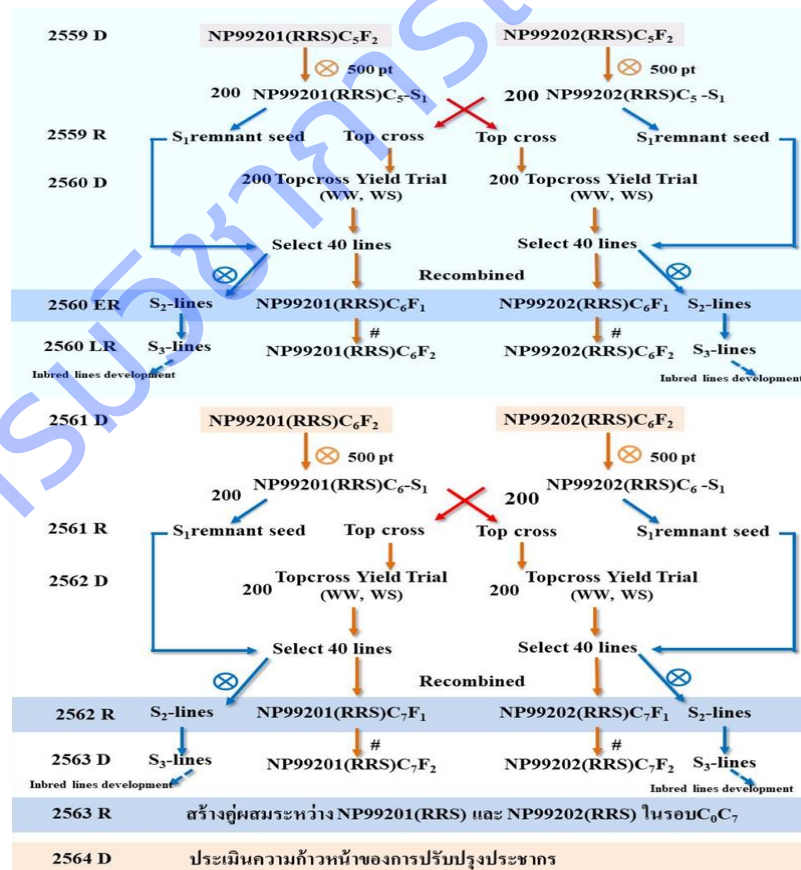 2559 D NP99201(RRS)C₅F₂ NP99202(RRS)C₅F₂
⊗ 500 pt ⊗ 500 pt
200 NP99201(RRS)C₅-S₁ 200 NP99202(RRS)C₅-S₁
2559 R S₁remnant seed Top cross Top cross S₁remnant seed
2560 D 200 Topcross Yield Trial 200 Topcross Yield Trial
(WW, WS) (WW, WS)
Select 40 lines Select 40 lines
Recombined
2560 ER S₂-lines NP99201(RRS)C₆F₁ NP99202(RRS)C₆F₁ S₂-lines
# #
2560 LR S₃-lines NP99201(RRS)C₆F₂ NP99202(RRS)C₆F₂ S₃-lines
Inbred lines development Inbred lines development
2561 D NP99201(RRS)C₆F₂ NP99202(RRS)C₆F₂
⊗ 500 pt ⊗ 500 pt
200 NP99201(RRS)C₆-S₁ 200 NP99202(RRS)C₆-S₁
2561 R S₁remnant seed Top cross Top cross S₁remnant seed
2562 D 200 Topcross Yield Trial 200 Topcross Yield Trial
(WW, WS) (WW, WS)
Select 40 lines Select 40 lines
Recombined
2562 R S₂-lines NP99201(RRS)C₇F₁ NP99202(RRS)C₇F₁ S₂-lines
# #
2563 D S₃-lines NP99201(RRS)C₇F₂ NP99202(RRS)C₇F₂ S₃-lines
Inbred lines development Inbred lines development
2563 R สร้างคู่ผสมระหว่าง NP99201(RRS) และ NP99202(RRS) ในรอบC₀C₇
2564 D ประเมินความก้าวหน้าของการปรับปรุงประชากร